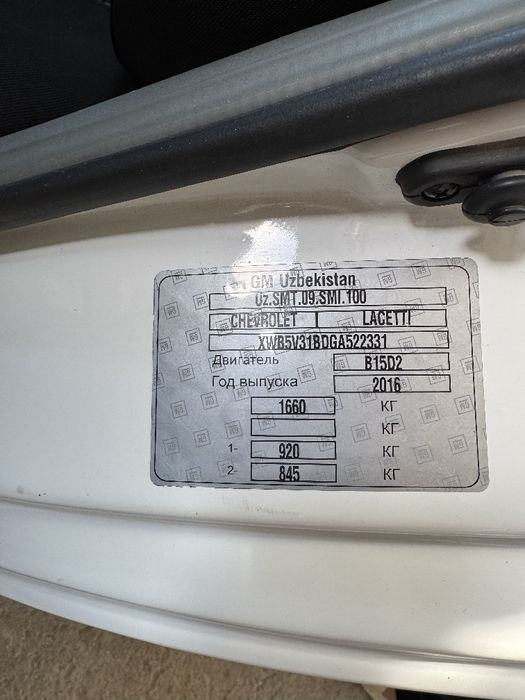 GM Uzbekistan
Uz.SMT.09.SMI.100
CHEVROLET LACETTI
XWB5V31BDGA522331
Двигатель B15D2
Год выпуска 2016
1660 КГ
КГ
1- 920 КГ
2- 845 КГ